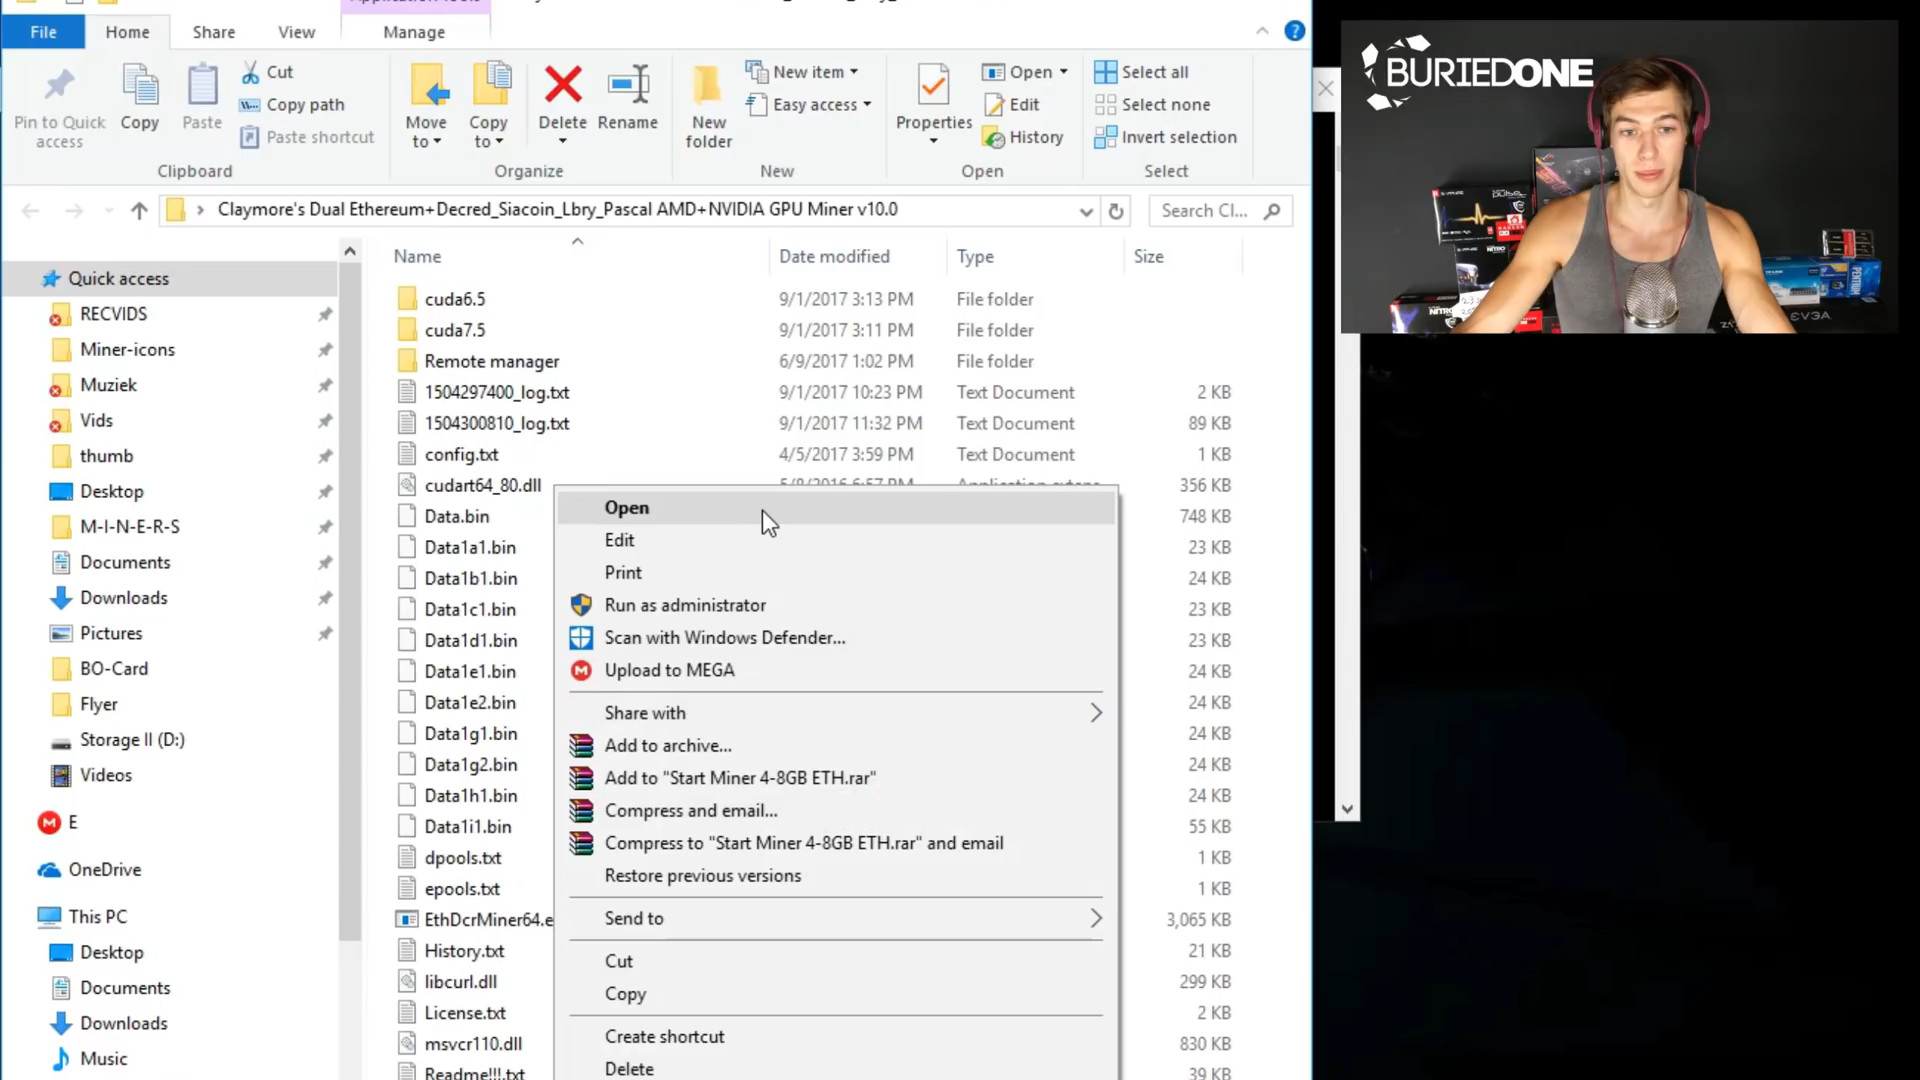 File Home Share View Manage
Pin to Quick access
Copy
Paste
Cut
Copy path
Paste shortcut
Clipboard
Move to
Copy to
Delete
Rename
Organize
New folder
New item
Easy access
New
Properties
Open
Edit
History
Open
Select all
Select none
Invert selection
Select
Claymore's Dual Ethereum+Decred_Siacoin_Lbry_Pascal AMD+NVIDIA GPU Miner v10.0
Search Cl...
Quick access
RECVIDS
Miner-icons
Muziek
Vids
thumb
Desktop
M-I-N-E-R-S
Documents
Downloads
Pictures
BO-Card
Flyer
Storage II (D:)
Videos
E
OneDrive
This PC
Desktop
Documents
Downloads
Music
Name Date modified Type Size
cuda6.5 9/1/2017 3:13 PM File folder
cuda7.5 9/1/2017 3:11 PM File folder
Remote manager 6/9/2017 1:02 PM File folder
1504297400_log.txt 9/1/2017 10:23 PM Text Document 2 KB
1504300810_log.txt 9/1/2017 11:32 PM Text Document 89 KB
config.txt 4/5/2017 3:59 PM Text Document 1 KB
cudart64_80.dll 356 KB
Data.bin 748 KB
Data1a1.bin 23 KB
Data1b1.bin 24 KB
Data1c1.bin 23 KB
Data1d1.bin 23 KB
Data1e1.bin 24 KB
Data1e2.bin 24 KB
Data1g1.bin 24 KB
Data1g2.bin 24 KB
Data1h1.bin 24 KB
Data1i1.bin 55 KB
dpools.txt 1 KB
epools.txt 1 KB
EthDcrMiner64.e 3,065 KB
History.txt 21 KB
libcurl.dll 299 KB
License.txt 2 KB
msvcr110.dll 830 KB
Readme!!!.txt 39 KB
Open
Edit
Print
Run as administrator
Scan with Windows Defender...
Upload to MEGA
Share with
Add to archive...
Add to "Start Miner 4-8GB ETH.rar"
Compress and email...
Compress to "Start Miner 4-8GB ETH.rar" and email
Restore previous versions
Send to
Cut
Copy
Create shortcut
Delete
BURIEDONE
NITRO
PENTIUM
EVGA